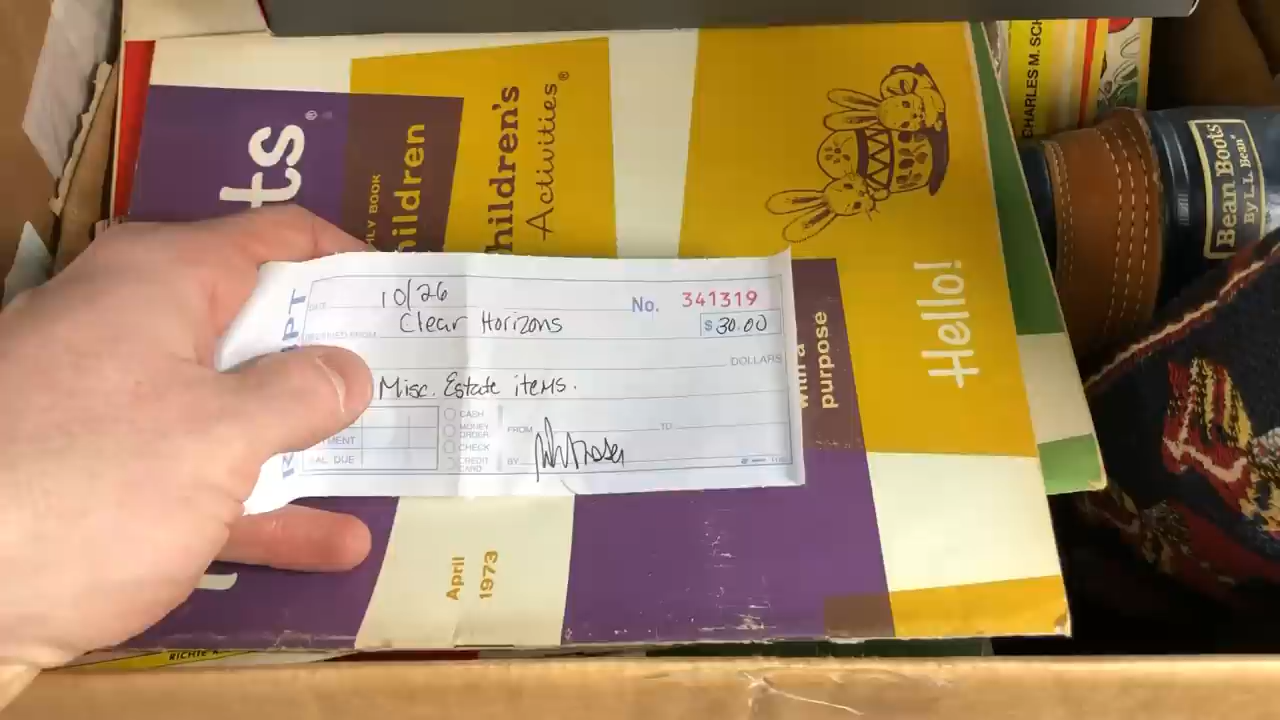 DATE 10/26 No. 341319
Clear Horizons $ 30.00
DOLLARS
Misc. Estate items.
CASH
MONEY ORDER
CHECK
CREDIT CARD
FROM TO
BY
BAL. DUE
ts®
children
Children's
Activities®
Hello!
with a
purpose
April
1973
CHARLES M. SCH
Bean Boots
By L.L. Bean®
RICHIE R